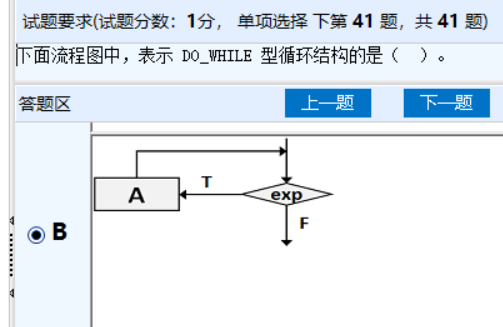 试题要求(试题分数：1分， 单项选择 下第 41 题，共 41 题)
下面流程图中，表示 DO_WHILE 型循环结构的是（ ）。
答题区 上一题 下一题
A T exp
B F